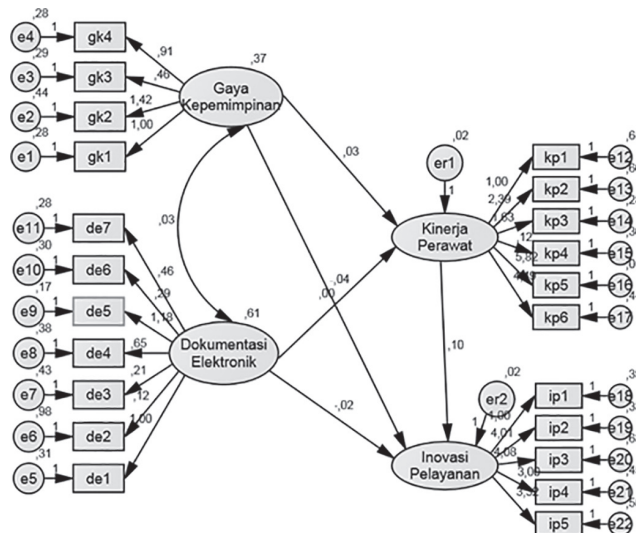 ,28
e4
1
gk4
,29
e3
1
gk3
,44
e2
1
gk2
,28
e1
1
gk1
,91
,46
1,42
1,00
,37
Gaya
Kepemimpinan
,03
,03
,28
e11
1
de7
,30
e10
1
de6
,17
e9
1
de5
,38
e8
1
de4
,43
e7
1
de3
,98
e6
1
de2
,31
e5
1
de1
,46
,29
1,18
,65
,21
,12
1,00
,61
Dokumentasi
Elektronik
,00
-,04
-,02
,02
er1
1
Kinerja
Perawat
,10
1,00
2,39
1,63
,12
5,82
kp1
1
e12
kp2
1
e13
kp3
1
e14
kp4
1
e15
kp5
1
e16
kp6
1
e17
,02
er2
1
Inovasi
Pelayanan
1,00
4,01
4,08
ip1
1
e18
ip2
1
e19
ip3
1
e20
ip4
1
e21
ip5
1
e22